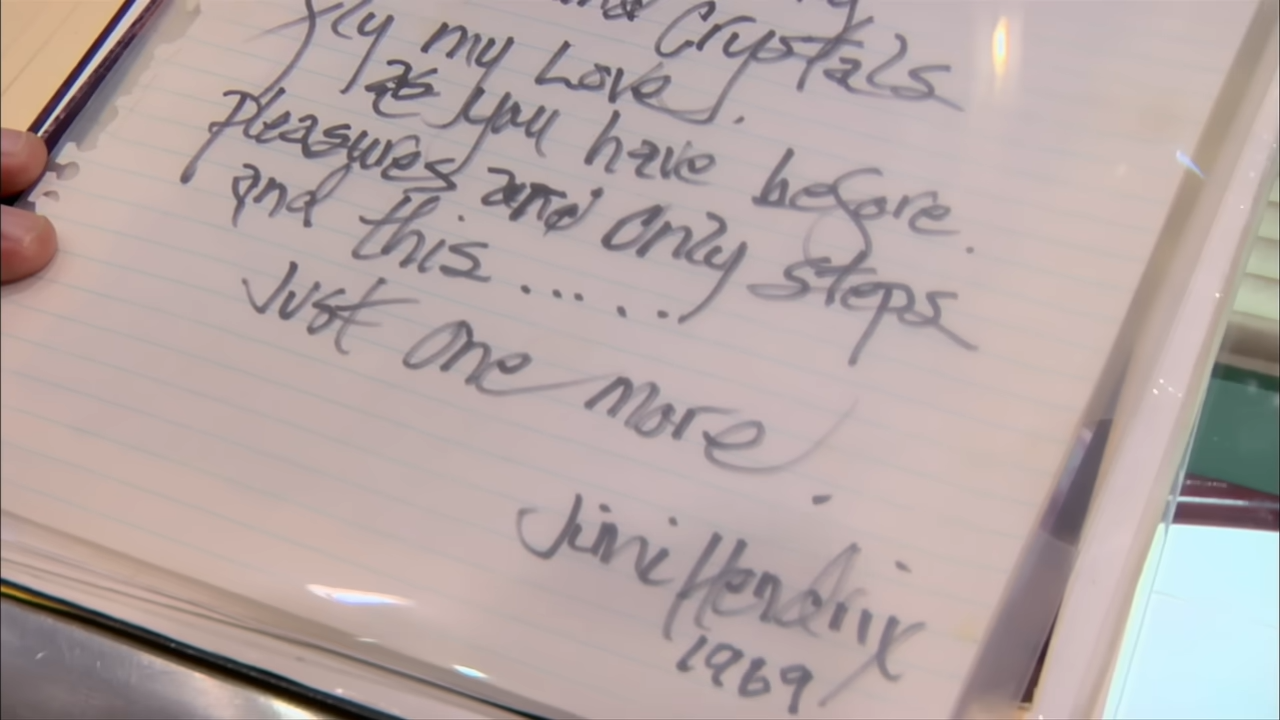 and Crystals
fly my Love.
as you have before.
pleasures and only steps
and this......
Just one more.
Jimi Hendrix
1969